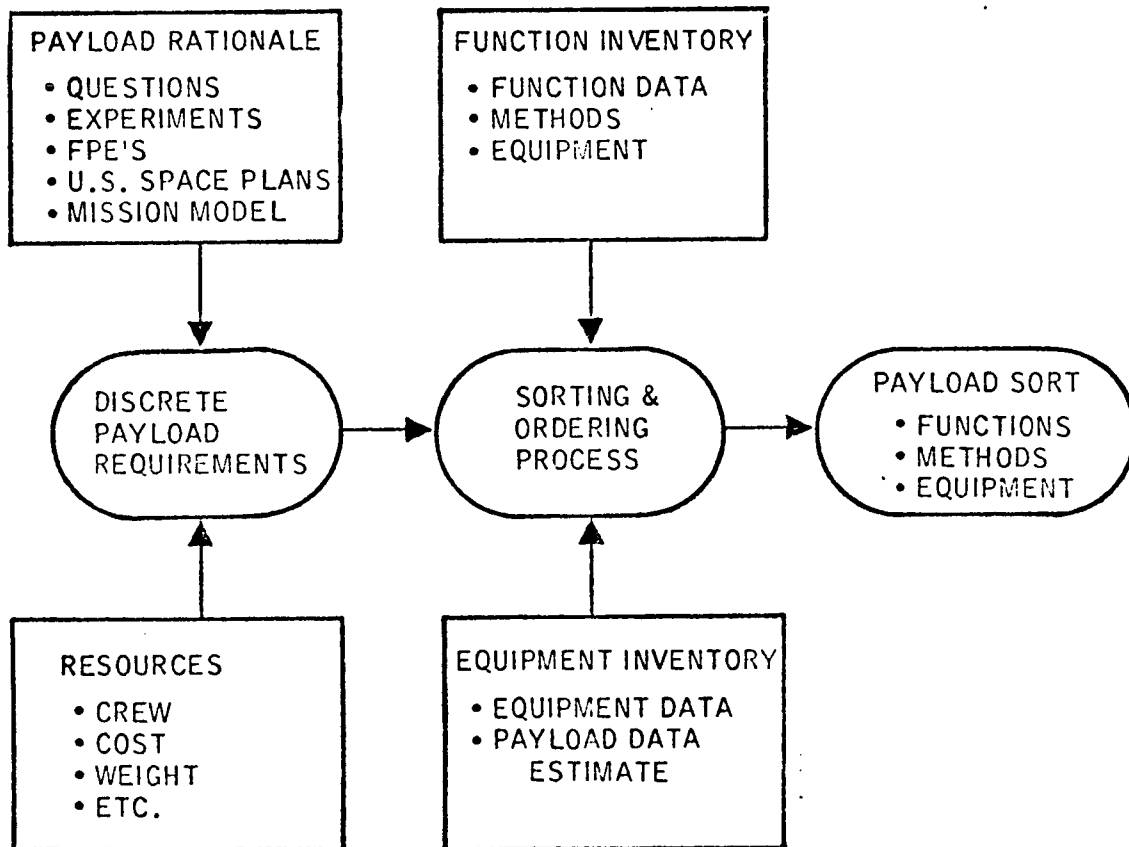 PAYLOAD RATIONALE
• QUESTIONS
• EXPERIMENTS
• FPE'S
• U.S. SPACE PLANS
• MISSION MODEL
FUNCTION INVENTORY
• FUNCTION DATA
• METHODS
• EQUIPMENT
DISCRETE
PAYLOAD
REQUIREMENTS
SORTING &
ORDERING
PROCESS
PAYLOAD SORT
• FUNCTIONS
• METHODS
• EQUIPMENT
RESOURCES
• CREW
• COST
• WEIGHT
• ETC.
EQUIPMENT INVENTORY
• EQUIPMENT DATA
• PAYLOAD DATA
ESTIMATE